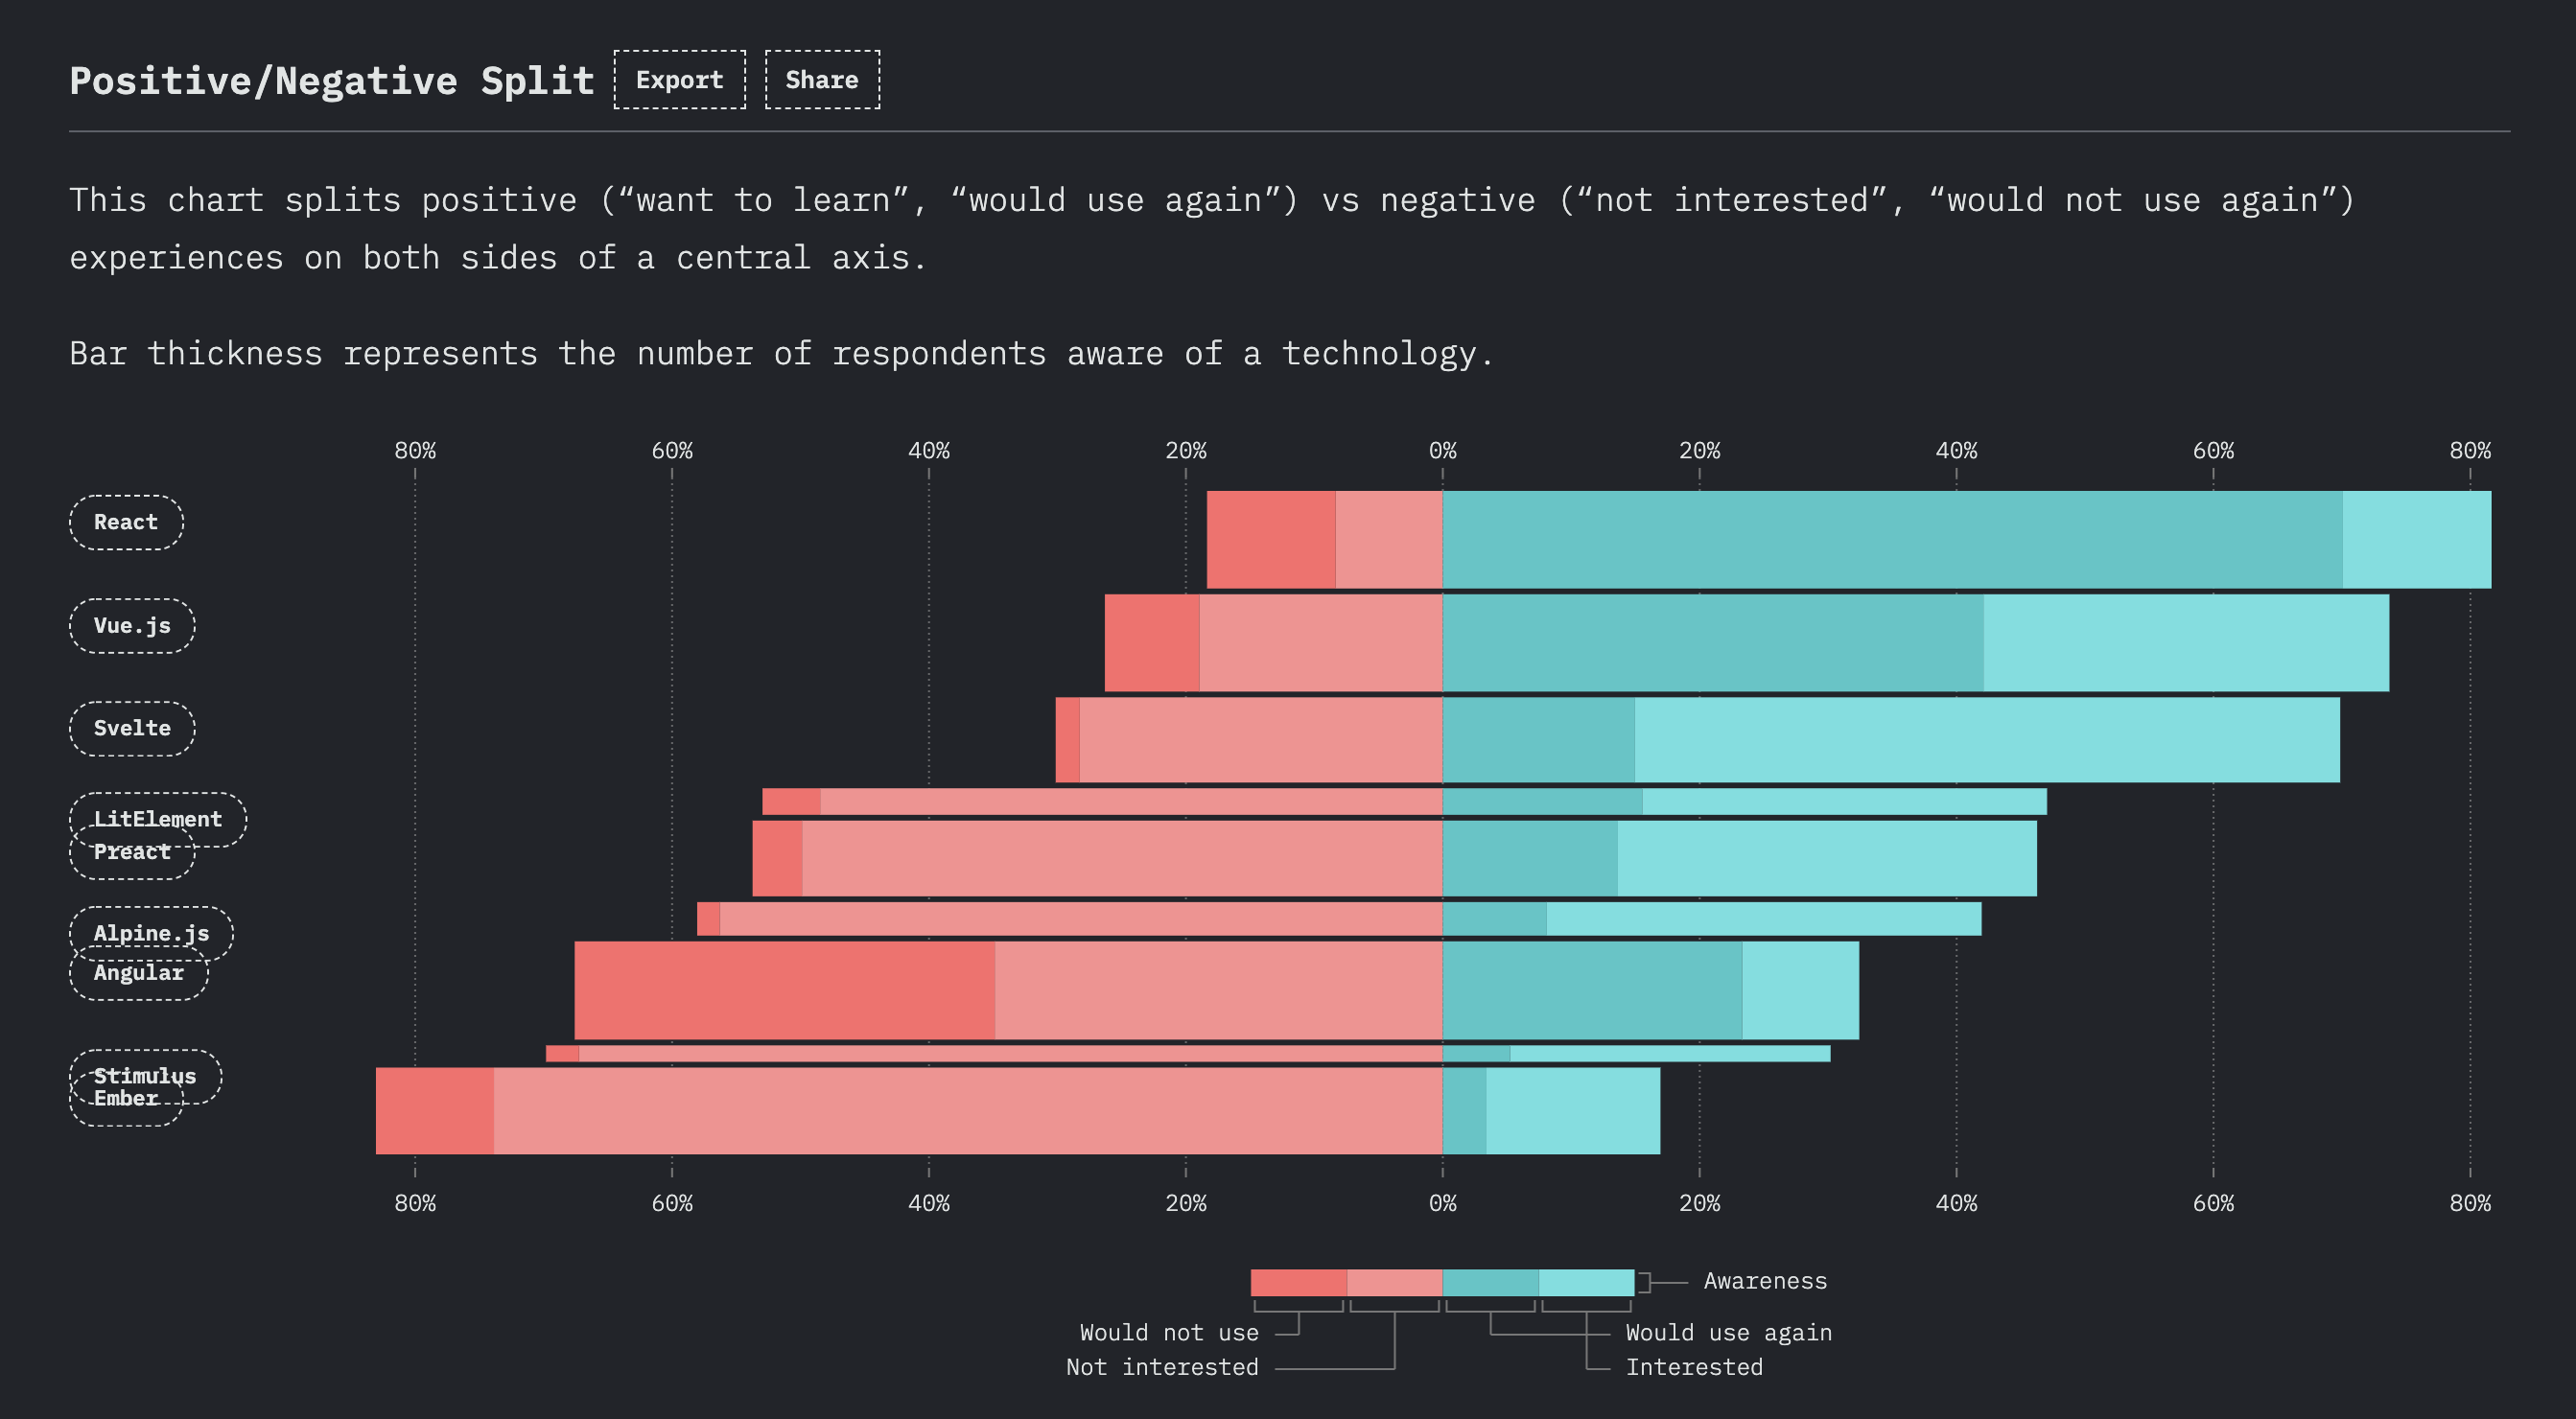 Positive/Negative Split
Export
Share
This chart splits positive (“want to learn”, “would use again”) vs negative (“not interested”, “would not use again”)
experiences on both sides of a central axis.
Bar thickness represents the number of respondents aware of a technology.
80% 60% 40% 20% 0% 20% 40% 60% 80%
React
Vue.js
Svelte
LitElement
Preact
Alpine.js
Angular
Stimulus
Ember
80% 60% 40% 20% 0% 20% 40% 60% 80%
Awareness
Would not use
Would use again
Not interested
Interested